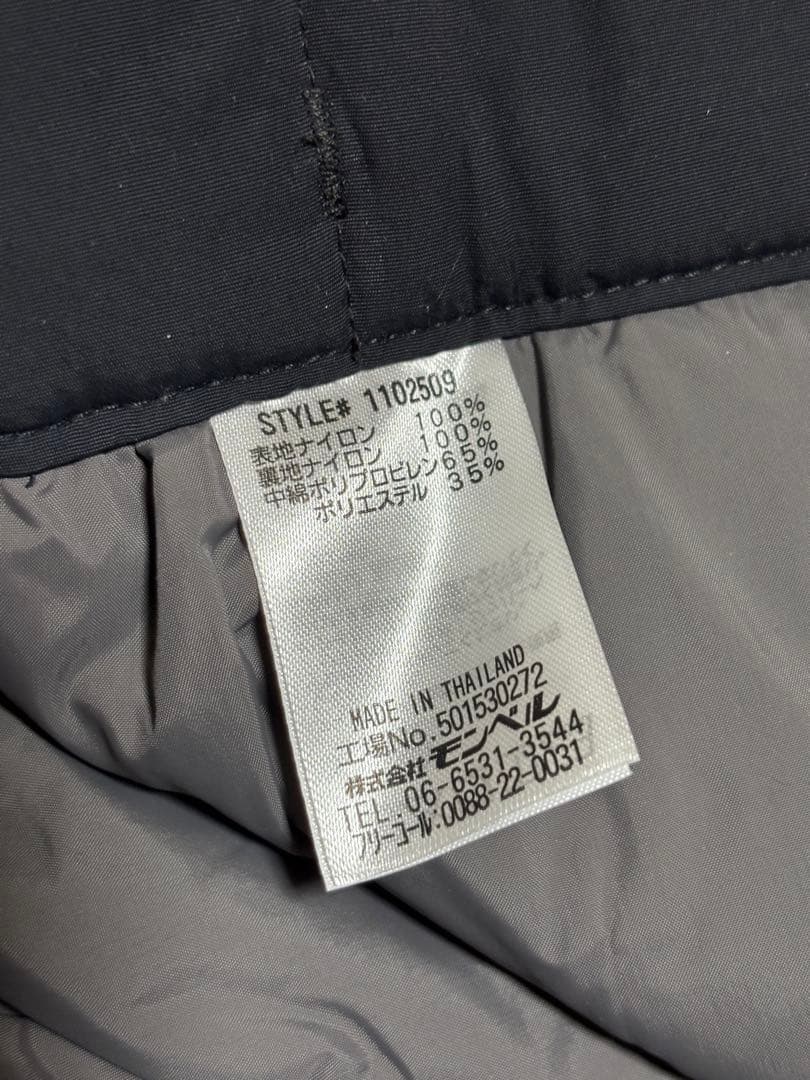 STYLE# 1102509
表地ナイロン 100%
裏地ナイロン 100%
中綿ポリプロピレン 65%
ポリエステル 35%
MADE IN THAILAND
工場No.501530272
株式会社 モンベル
TEL. 06-6531-3544
フリーコール:0088-22-0031